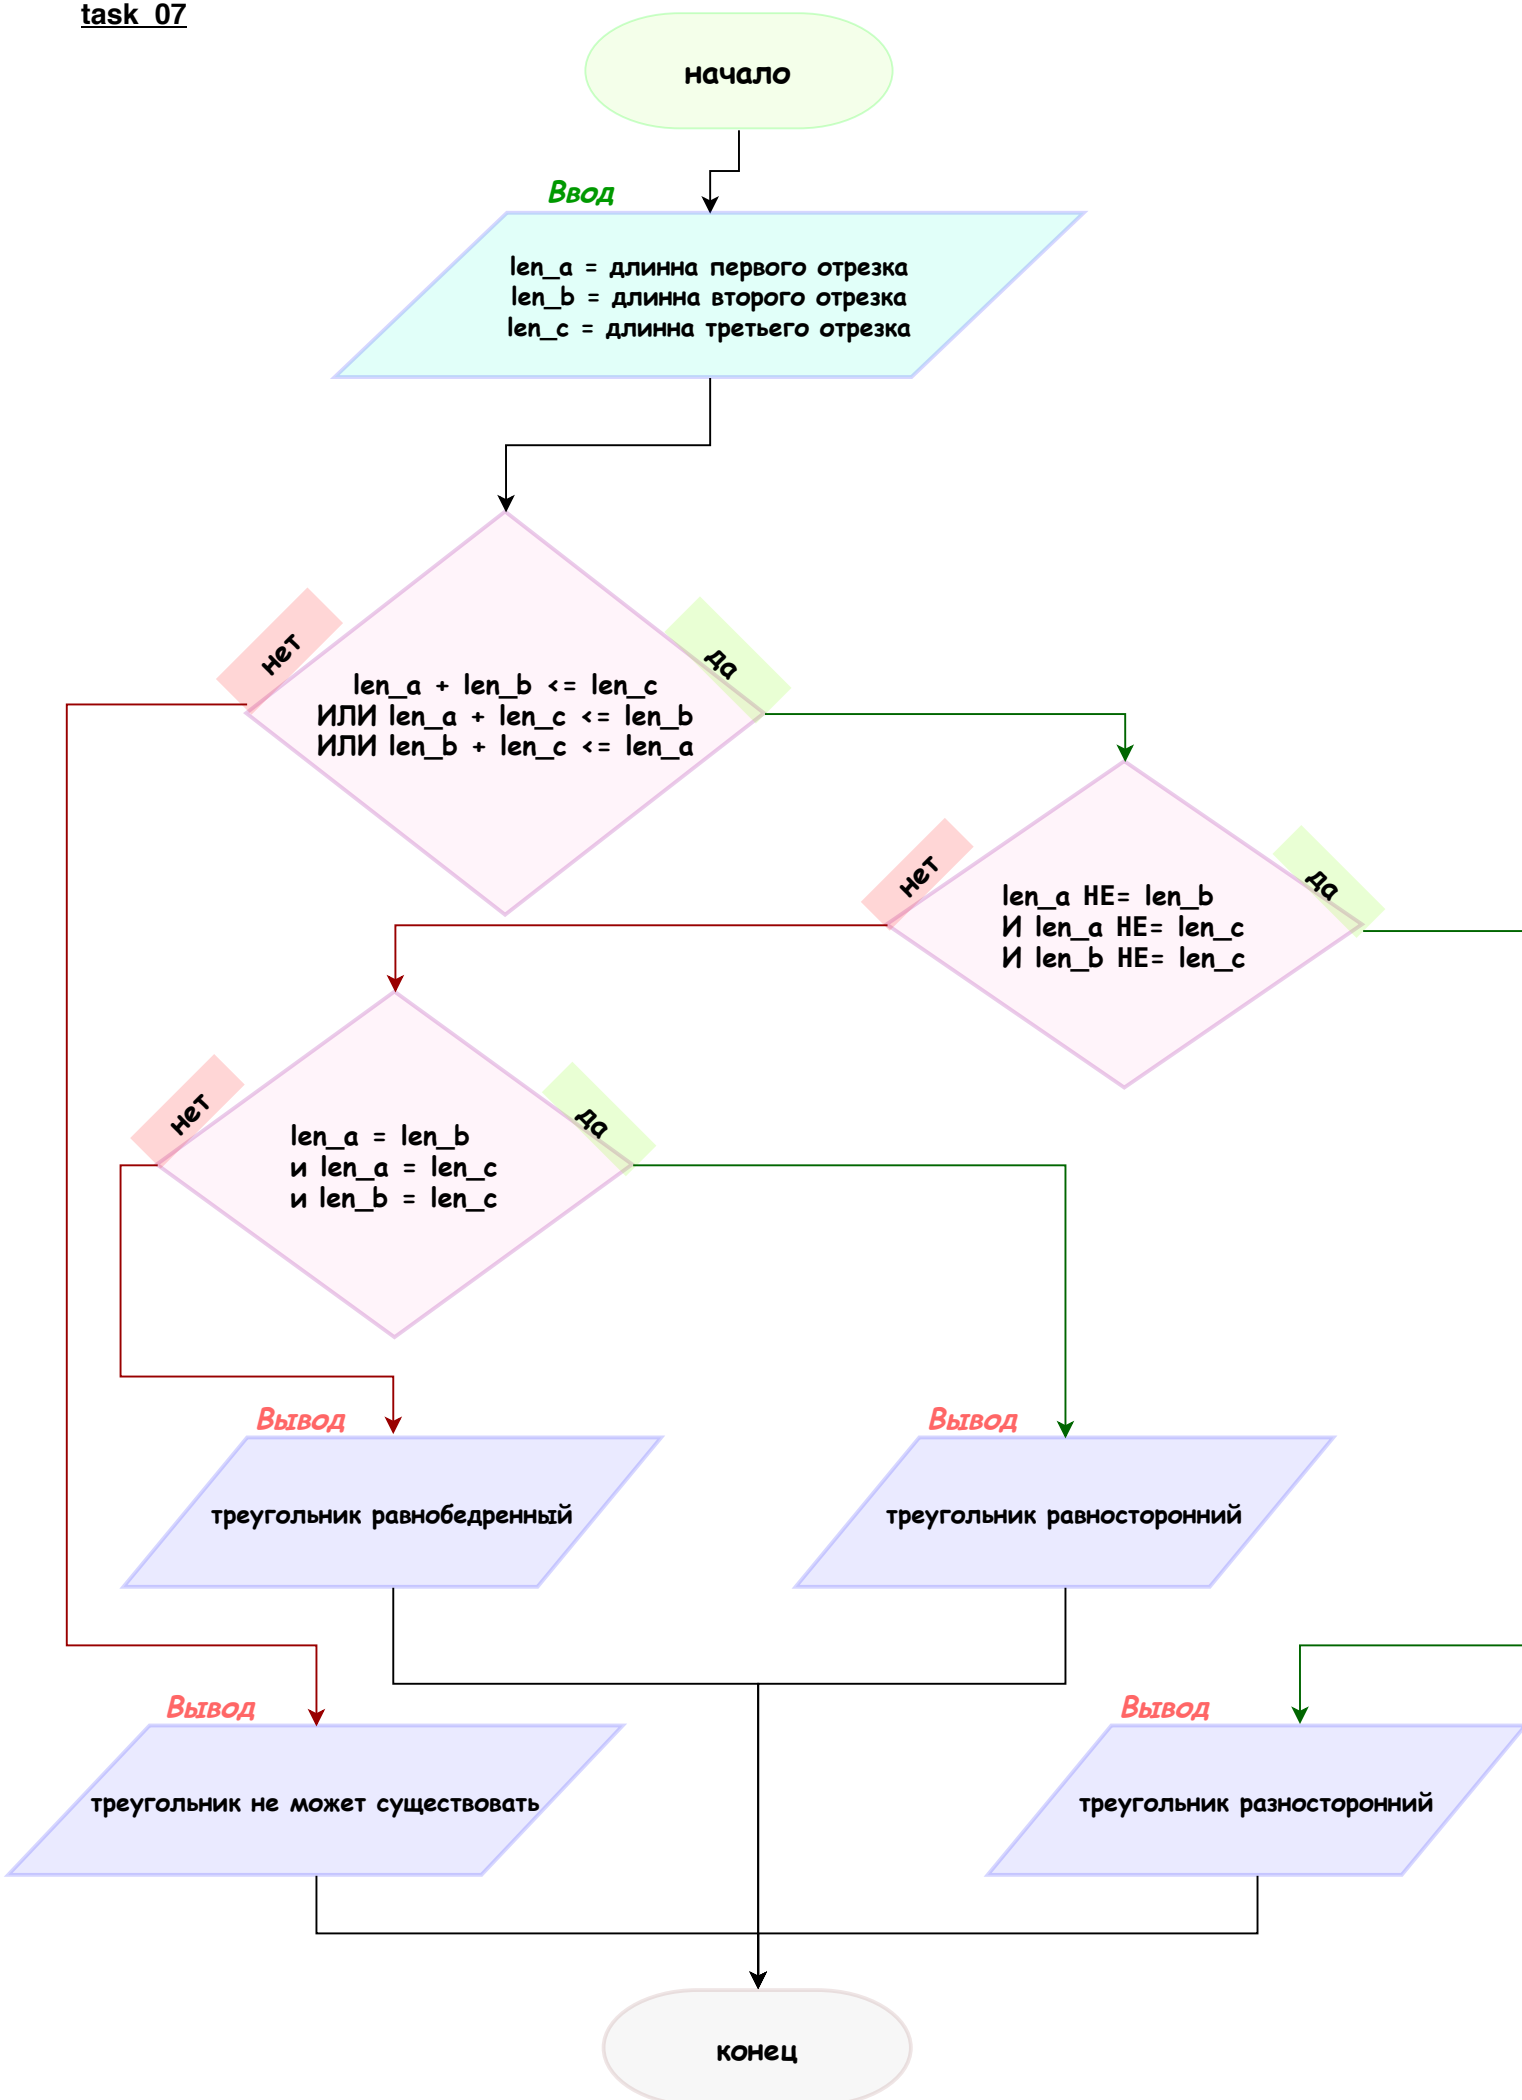 task_07
начало
Ввод
len_a = длинна первого отрезка
len_b = длинна второго отрезка
len_c = длинна третьего отрезка
нет
да
len_a + len_b <= len_c
ИЛИ len_a + len_c <= len_b
ИЛИ len_b + len_c <= len_a
нет
да
len_a НЕ= len_b
И len_a НЕ= len_c
И len_b НЕ= len_c
нет
да
len_a = len_b
и len_a = len_c
и len_b = len_c
Вывод
Вывод
треугольник равнобедренный
треугольник равносторонний
Вывод
Вывод
треугольник не может существовать
треугольник разносторонний
конец